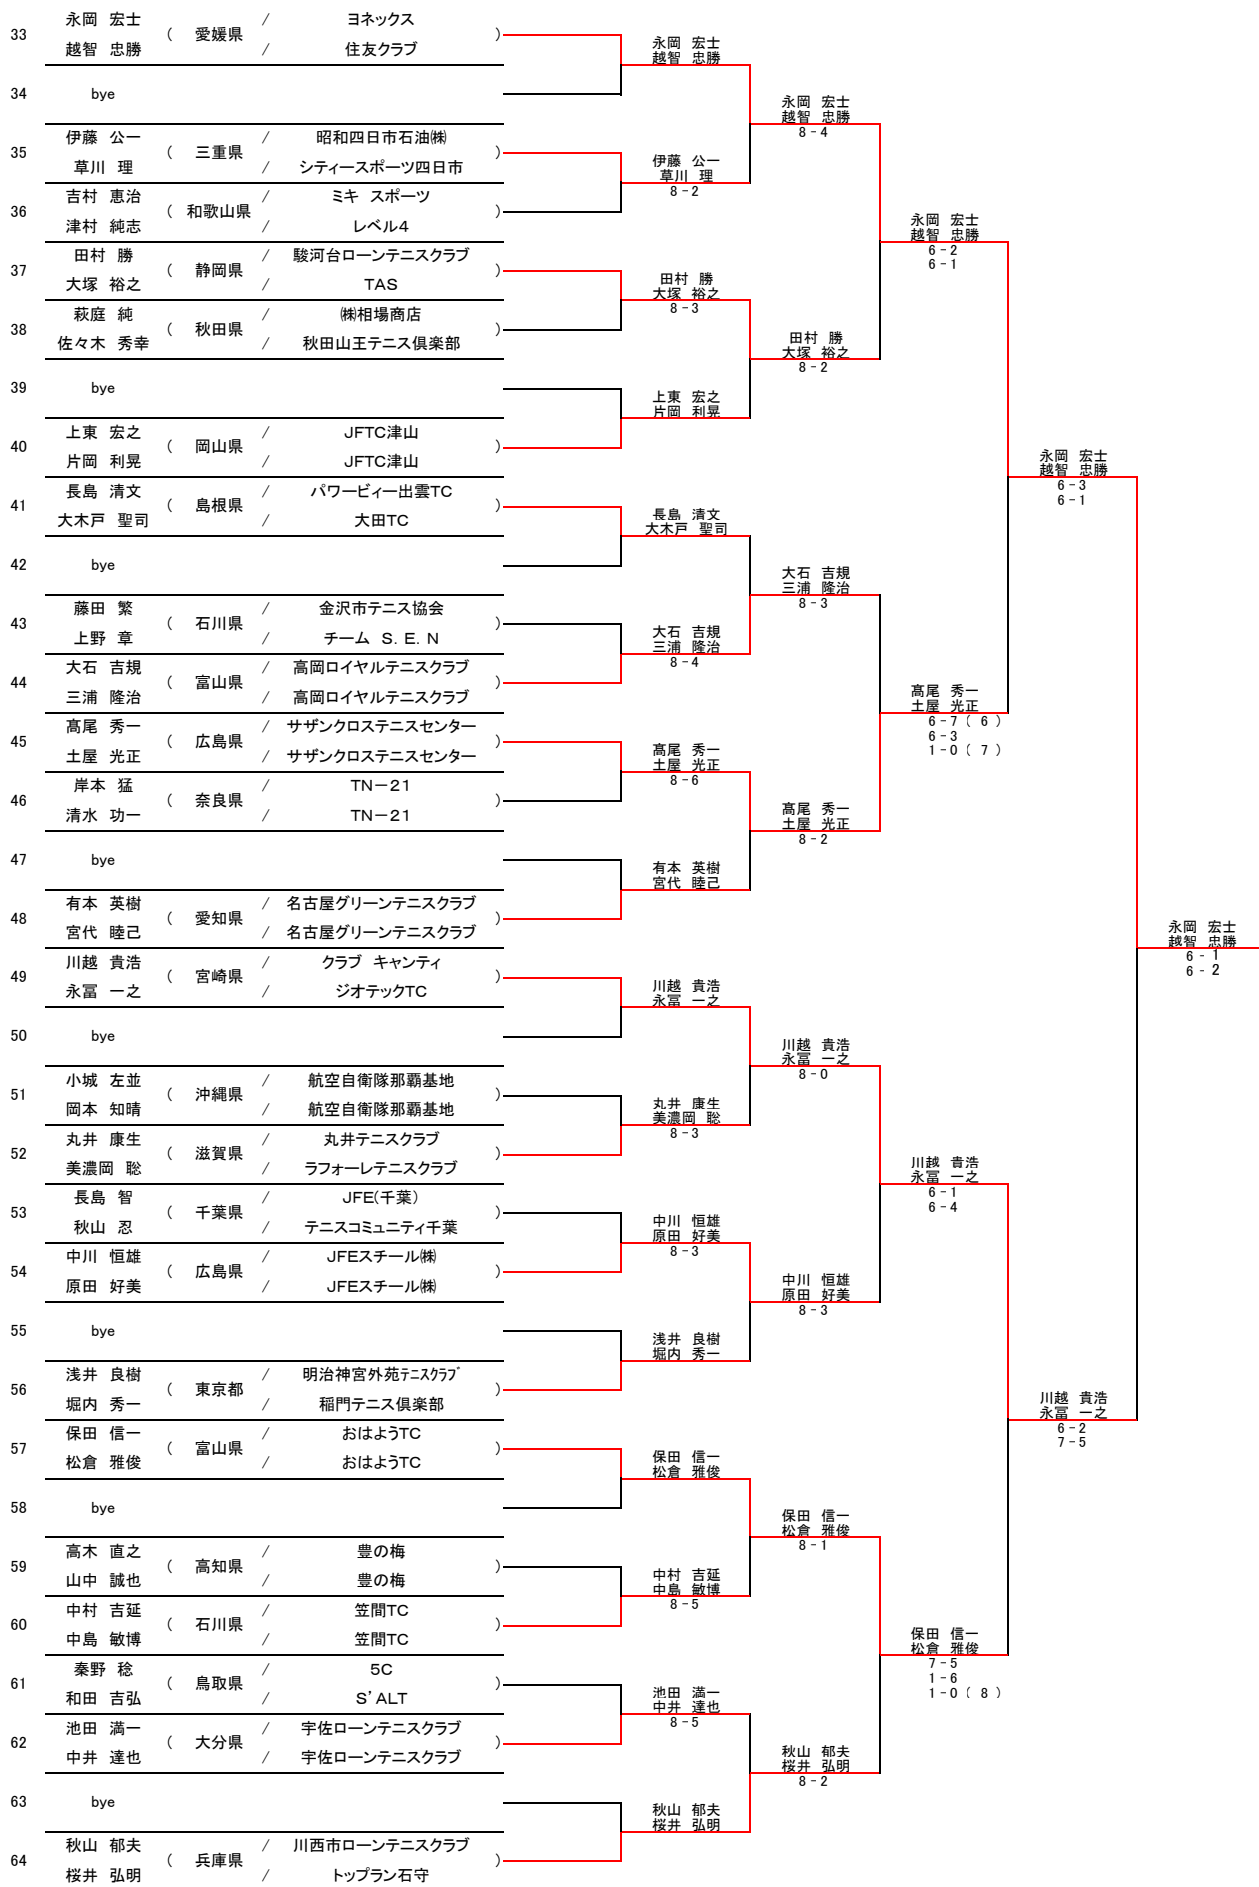 33
永岡 宏士 / ヨネックス
( 愛媛県 )
越智 忠勝 / 住友クラブ
34 bye
35
伊藤 公一 / 昭和四日市石油㈱
( 三重県 )
草川 理 / シティースポーツ四日市
36
吉村 恵治 / ミキ スポーツ
( 和歌山県 )
津村 純志 / レベル4
37
田村 勝 / 駿河台ローンテニスクラブ
( 静岡県 )
大塚 裕之 / TAS
38
萩庭 純 / ㈱相場商店
( 秋田県 )
佐々木 秀幸 / 秋田山王テニス倶楽部
39 bye
40
上東 宏之 / JFTC津山
( 岡山県 )
片岡 利晃 / JFTC津山
41
長島 清文 / パワービィー出雲TC
( 島根県 )
大木戸 聖司 / 大田TC
42 bye
43
藤田 繁 / 金沢市テニス協会
( 石川県 )
上野 章 / チーム S.E.N
44
大石 吉規 / 高岡ロイヤルテニスクラブ
( 富山県 )
三浦 隆治 / 高岡ロイヤルテニスクラブ
45
髙尾 秀一 / サザンクロステニスセンター
( 広島県 )
土屋 光正 / サザンクロステニスセンター
46
岸本 猛 / TN-21
( 奈良県 )
清水 功一 / TN-21
47 bye
48
有本 英樹 / 名古屋グリーンテニスクラブ
( 愛知県 )
宮代 睦己 / 名古屋グリーンテニスクラブ
49
川越 貴浩 / クラブ キャンティ
( 宮崎県 )
永冨 一之 / ジオテックTC
50 bye
51
小城 左並 / 航空自衛隊那覇基地
( 沖縄県 )
岡本 知晴 / 航空自衛隊那覇基地
52
丸井 康生 / 丸井テニスクラブ
( 滋賀県 )
美濃岡 聡 / ラフォーレテニスクラブ
53
長島 智 / JFE(千葉)
( 千葉県 )
秋山 忍 / テニスコミュニティ千葉
54
中川 恒雄 / JFEスチール㈱
( 広島県 )
原田 好美 / JFEスチール㈱
55 bye
56
浅井 良樹 / 明治神宮外苑ﾃﾆｽｸﾗﾌﾞ
( 東京都 )
堀内 秀一 / 稲門テニス倶楽部
57
保田 信一 / おはようTC
( 富山県 )
松倉 雅俊 / おはようTC
58 bye
59
高木 直之 / 豊の梅
( 高知県 )
山中 誠也 / 豊の梅
60
中村 吉延 / 笠間TC
( 石川県 )
中島 敏博 / 笠間TC
61
秦野 稔 / 5C
( 鳥取県 )
和田 吉弘 / S'ALT
62
池田 満一 / 宇佐ローンテニスクラブ
( 大分県 )
中井 達也 / 宇佐ローンテニスクラブ
63 bye
64
秋山 郁夫 / 川西市ローンテニスクラブ
( 兵庫県 )
桜井 弘明 / トップラン石守
永岡 宏士
越智 忠勝
伊藤 公一
草川 理
8-2
田村 勝
大塚 裕之
8-3
上東 宏之
片岡 利晃
長島 清文
大木戸 聖司
大石 吉規
三浦 隆治
8-4
髙尾 秀一
土屋 光正
8-6
有本 英樹
宮代 睦己
川越 貴浩
永冨 一之
丸井 康生
美濃岡 聡
8-3
中川 恒雄
原田 好美
8-3
浅井 良樹
堀内 秀一
保田 信一
松倉 雅俊
中村 吉延
中島 敏博
8-5
池田 満一
中井 達也
8-5
秋山 郁夫
桜井 弘明
永岡 宏士
越智 忠勝
8-4
田村 勝
大塚 裕之
8-2
大石 吉規
三浦 隆治
8-3
髙尾 秀一
土屋 光正
8-2
川越 貴浩
永冨 一之
8-0
中川 恒雄
原田 好美
8-3
保田 信一
松倉 雅俊
8-1
秋山 郁夫
桜井 弘明
8-2
永岡 宏士
越智 忠勝
6-2
6-1
髙尾 秀一
土屋 光正
6-7(6)
6-3
1-0(7)
川越 貴浩
永冨 一之
6-1
6-4
保田 信一
松倉 雅俊
7-5
1-6
1-0(8)
永岡 宏士
越智 忠勝
6-3
6-1
川越 貴浩
永冨 一之
6-2
7-5
永岡 宏士
越智 忠勝
6-1
6-2